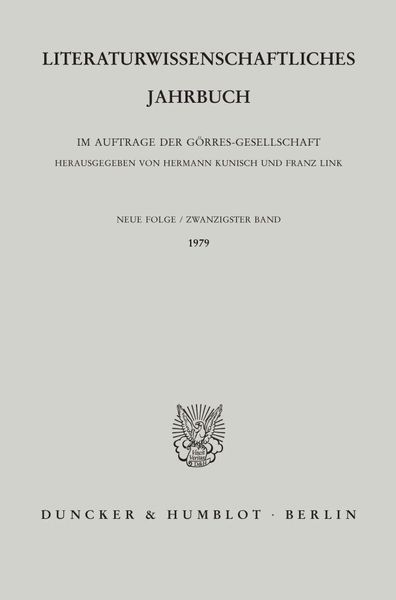 LITERATURWISSENSCHAFTLICHES
JAHRBUCH
IM AUFTRAGE DER GÖRRES-GESELLSCHAFT
HERAUSGEGEBEN VON HERMANN KUNISCH UND FRANZ LINK
NEUE FOLGE / ZWANZIGSTER BAND
1979
DUNCKER & HUMBLOT · BERLIN